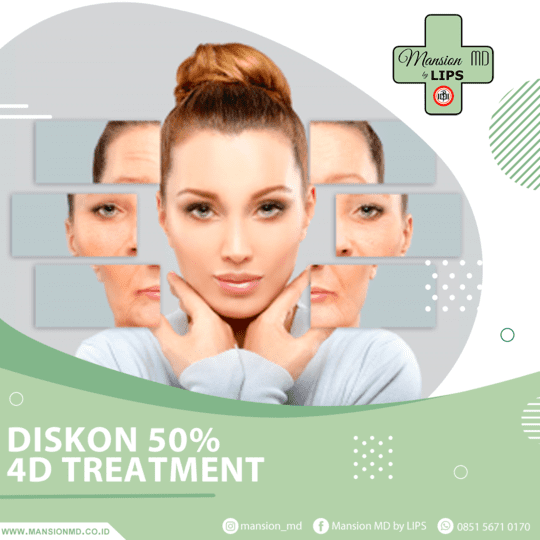 Mansion MD
by LIPS
DISKON 50%
4D TREATMENT
WWW.MANSIONMD.CO.ID
mansion_md
Mansion MD by LIPS
0851 5671 0170